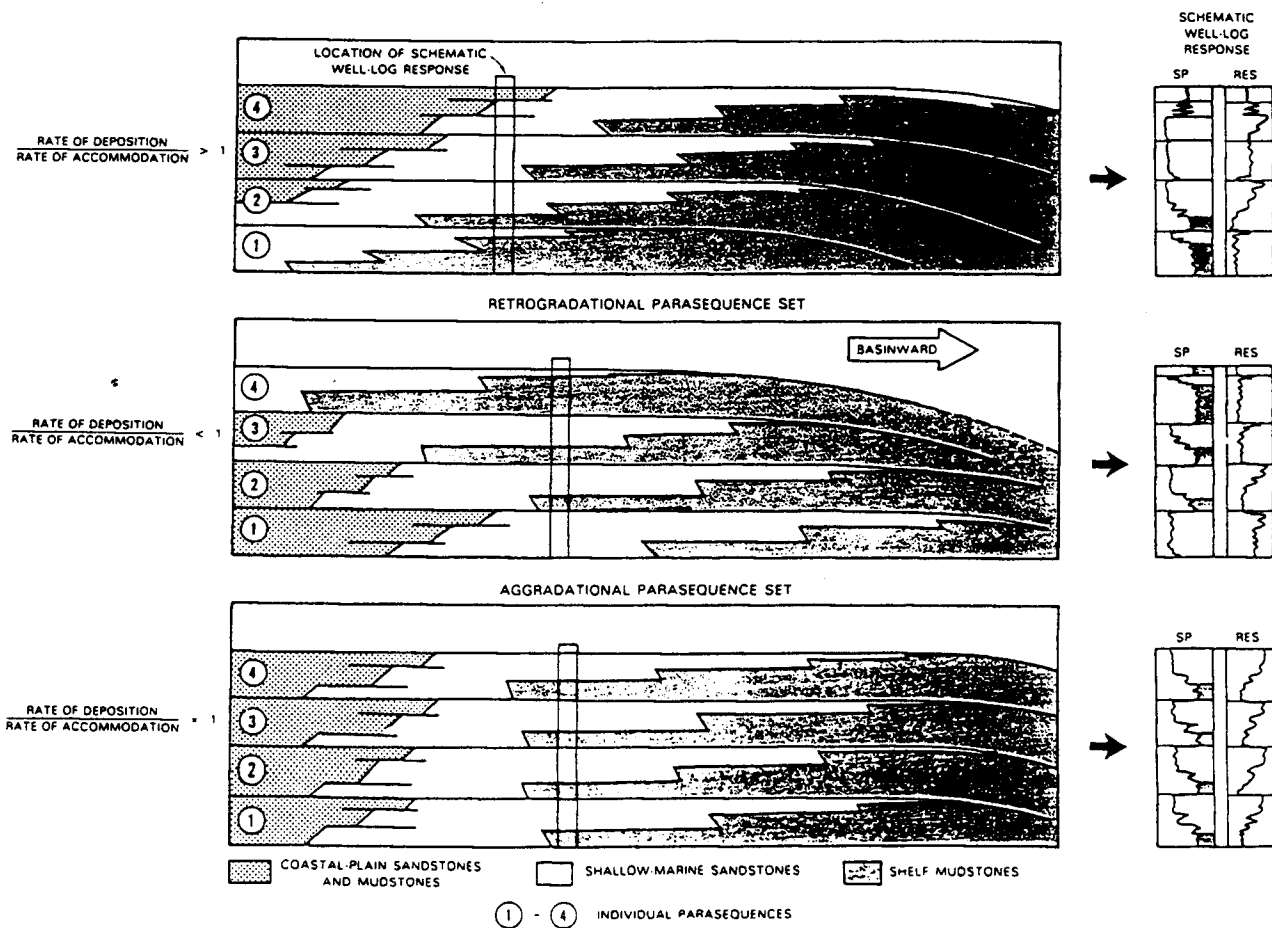 SCHEMATIC
WELL-LOG
RESPONSE
LOCATION OF SCHEMATIC
WELL-LOG RESPONSE
SP RES
4
3
2
1
RATE OF DEPOSITION
RATE OF ACCOMMODATION > 1
RETROGRADATIONAL PARASEQUENCE SET
BASINWARD
SP RES
4
3
2
1
RATE OF DEPOSITION
RATE OF ACCOMMODATION < 1
AGGRADATIONAL PARASEQUENCE SET
SP RES
4
3
2
1
RATE OF DEPOSITION
RATE OF ACCOMMODATION = 1
COASTAL-PLAIN SANDSTONES
AND MUDSTONES
SHALLOW-MARINE SANDSTONES
SHELF MUDSTONES
1 - 4 INDIVIDUAL PARASEQUENCES